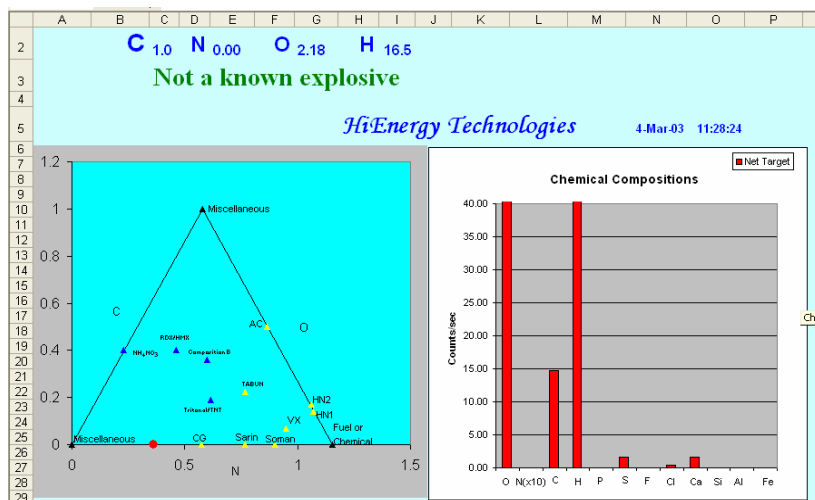 A B C D E F G H I J K L M N O P
2 C 1.0 N 0.00 O 2.18 H 16.5
3 Not a known explosive
4
5 HiEnergy Technologies 4-Mar-03 11:28:24
6
7 1.2 Net Target
8 Chemical Compositions
9
10 1 Miscellaneous 40.00
11 35.00
12
13 0.8 30.00
14
15 25.00
16 0.6
17 C AC O 20.00 Ch
18 RDX/HMX
19 0.4 NH4NO3 Composition B Counts/sec
20 15.00
21
22 0.2 TABUN HN2 10.00
23 Tritonal/TNT HN1
24 VX Fuel or 5.00
25 0 Miscellaneous CG Sarin Soman Chemical
26 0 0.5 1 1.5 0.00
27 N O N(x10) C H P S F Cl Ca Si Al Fe
28
29